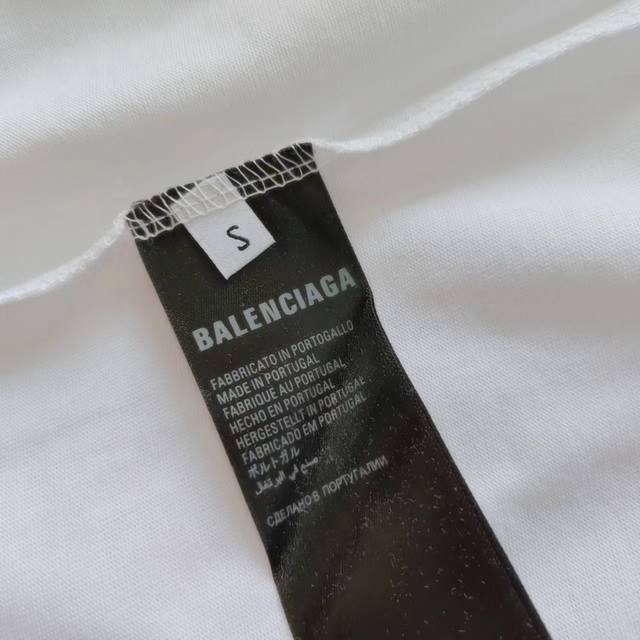 S
BALENCIAGA
FABBRICATO IN PORTOGALLO
MADE IN PORTUGAL
FABRIQUE AU PORTUGAL
HECHO EN PORTUGAL
HERGESTELLT IN PORTUGAL
FABRICADO EM PORTUGAL
ポルトガル
СДЕЛАНО В ПОРТУГАЛИИ